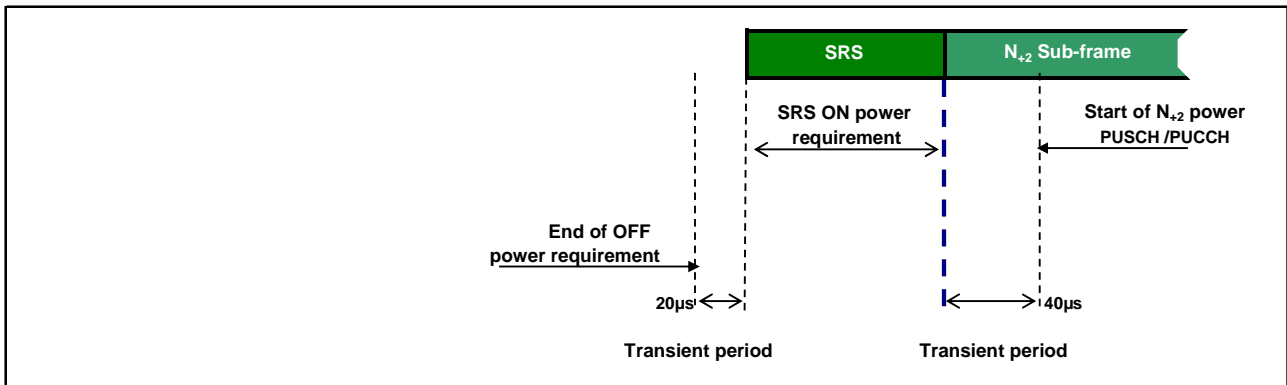 SRS
N+2 Sub-frame
SRS ON power
requirement
Start of N+2 power
PUSCH /PUCCH
End of OFF
power requirement
20µs
40µs
Transient period
Transient period